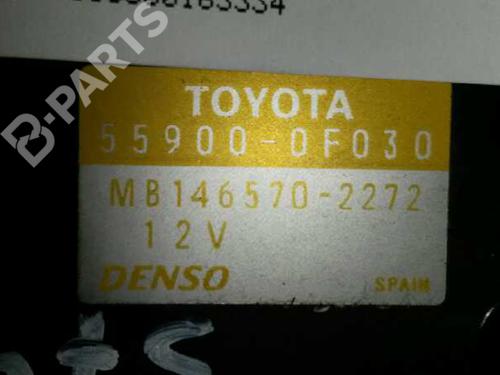 TOYOTA
55900-0F030
MB146570-2272
12V
DENSO
SPAIN
B-PARTS